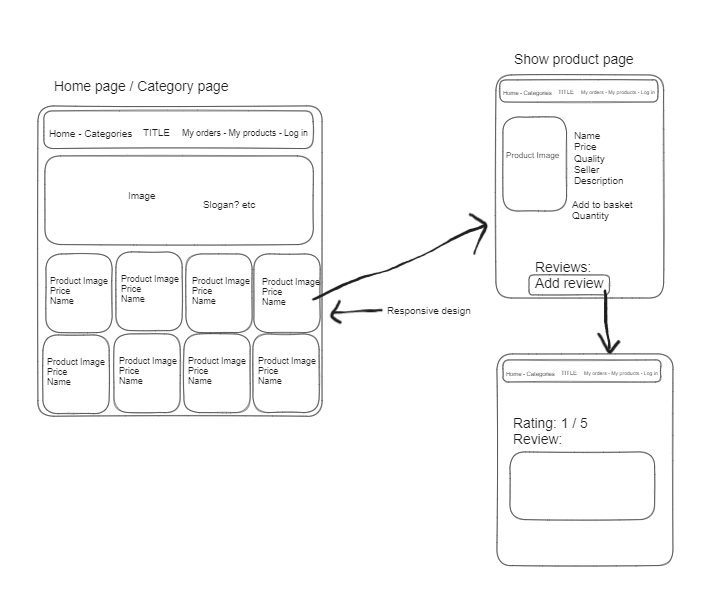 Home page / Category page
Home - Categories TITLE My orders - My products - Log in
Image
Slogan? etc
Product Image
Price
Name
Product Image
Price
Name
Product Image
Price
Name
Product Image
Price
Name
Product Image
Price
Name
Product Image
Price
Name
Product Image
Price
Name
Product Image
Price
Name
Responsive design
Show product page
Home - Categories TITLE My orders - My products - Log in
Product Image
Name
Price
Quality
Seller
Description
Add to basket
Quantity
Reviews:
Add review
Home - Categories TITLE My orders - My products - Log in
Rating: 1 / 5
Review: